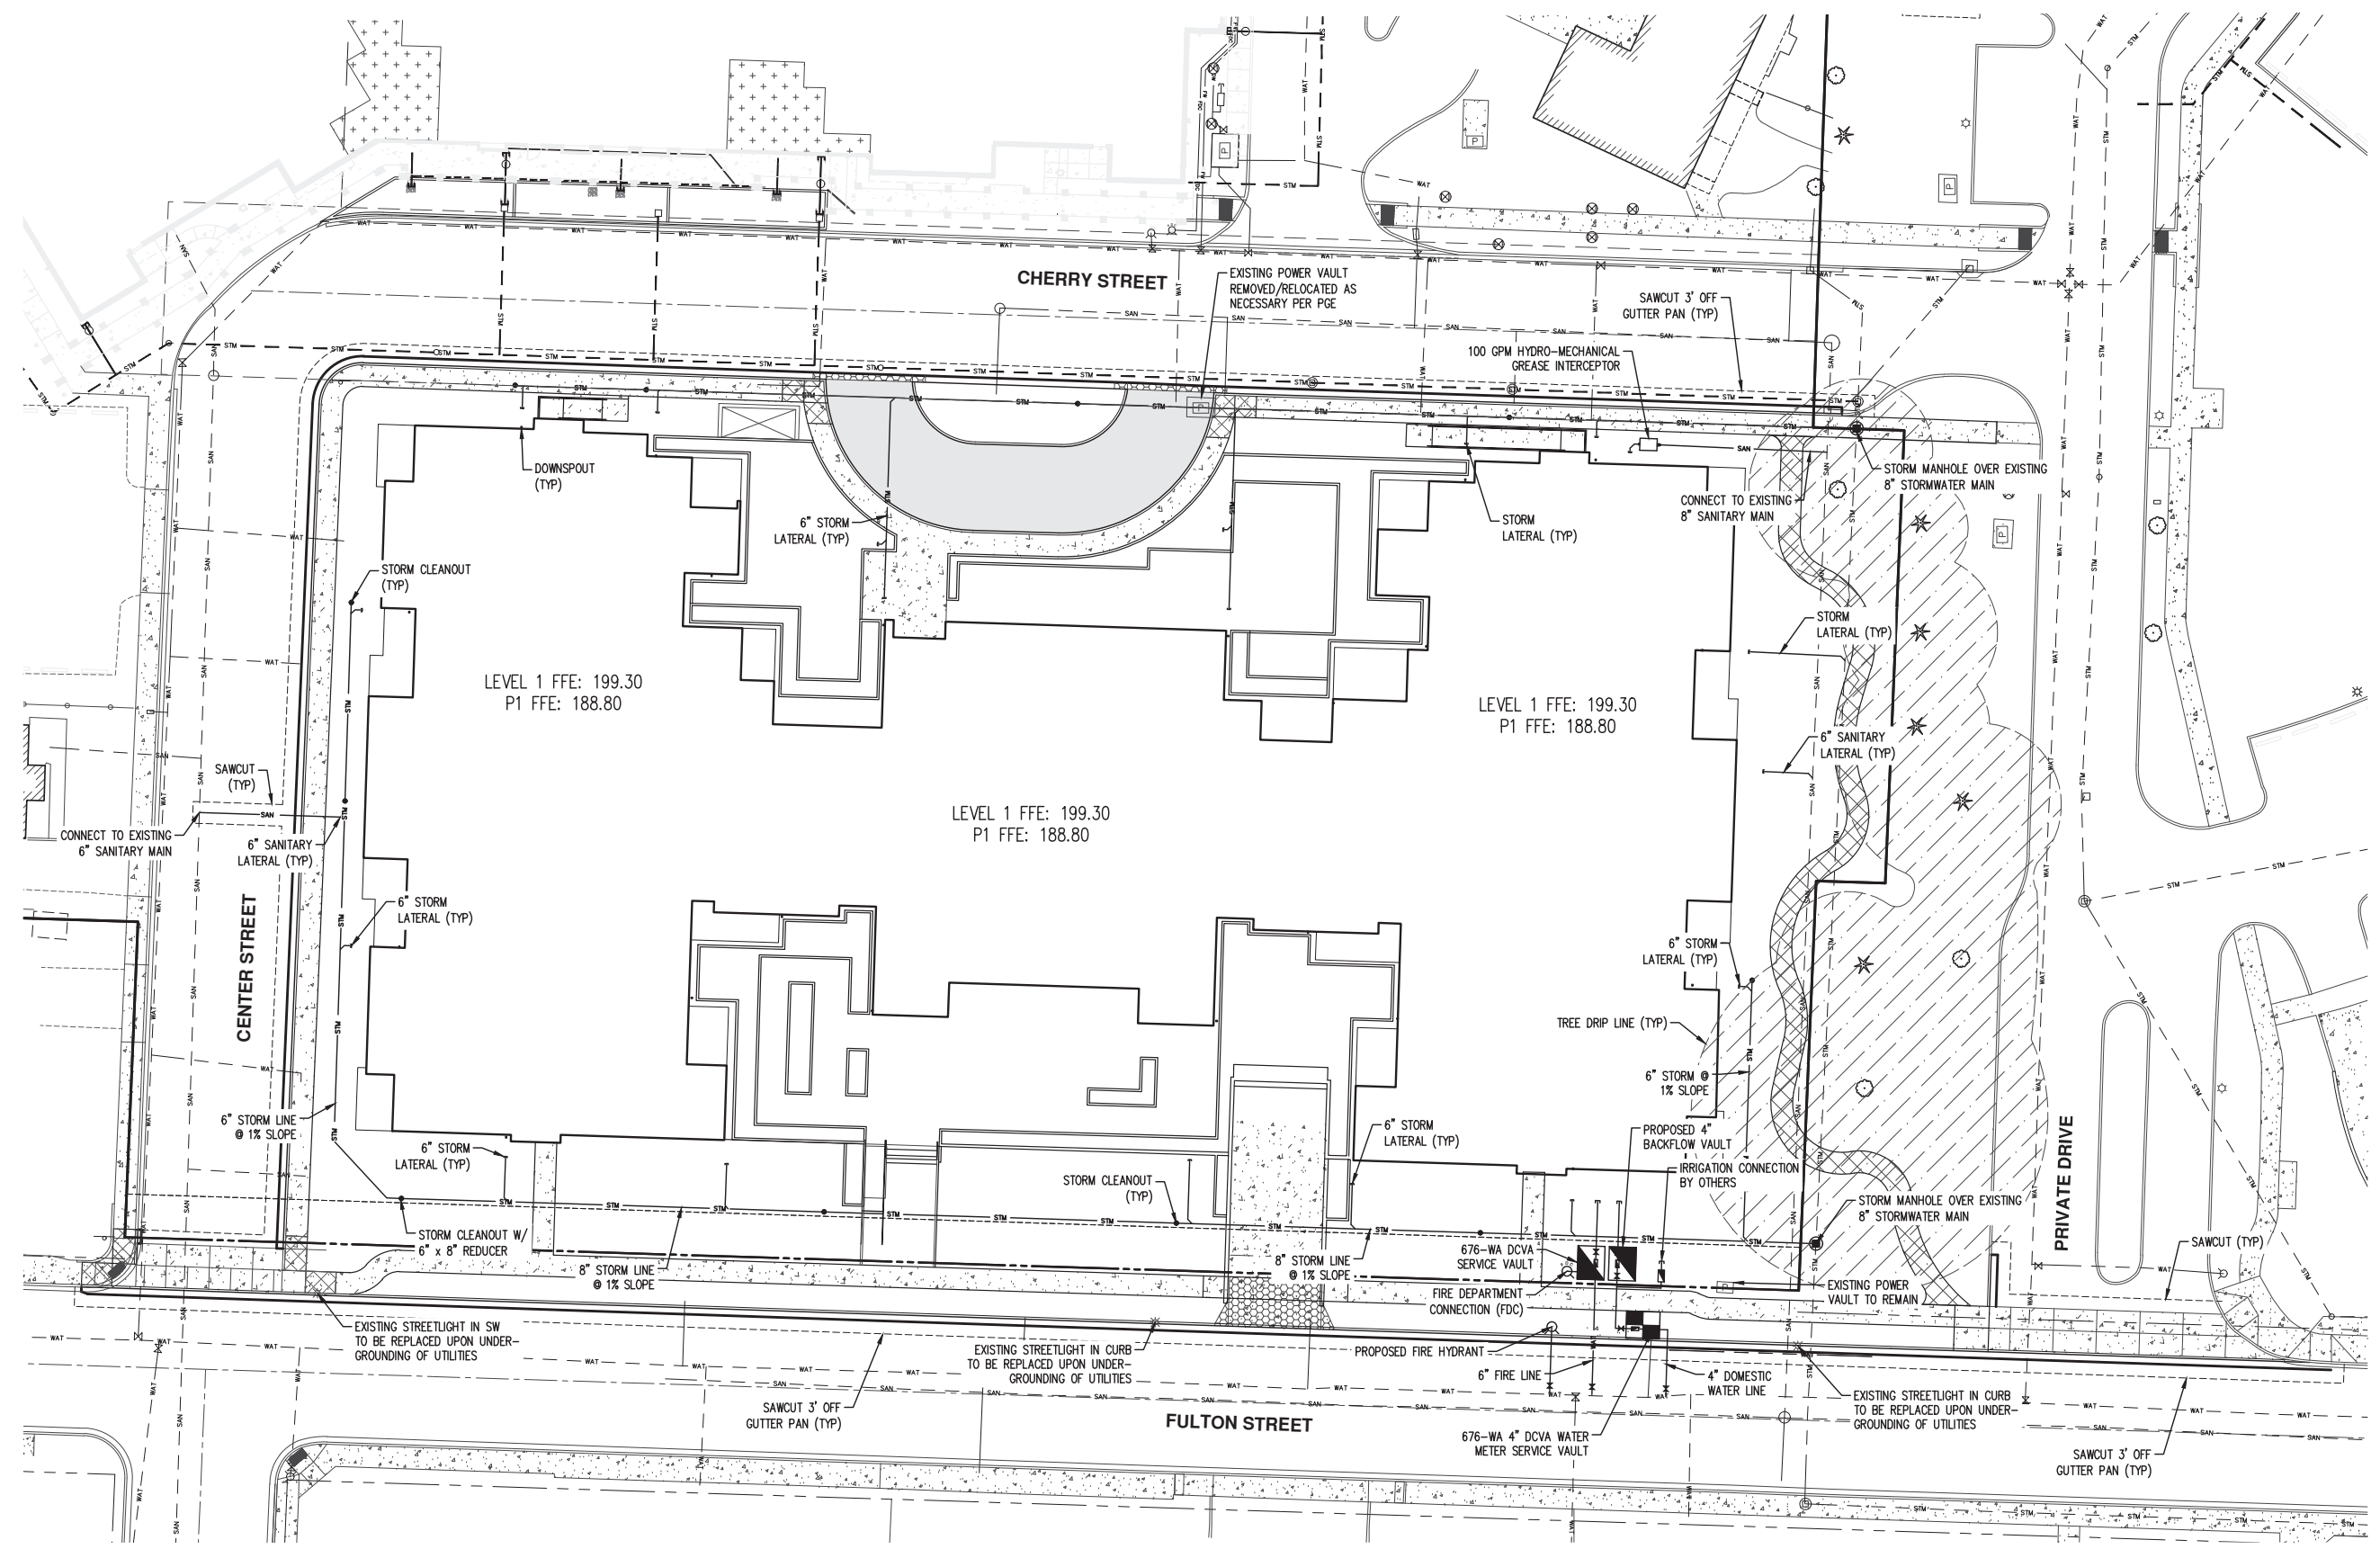 CHERRY STREET
EXISTING POWER VAULT
REMOVED/RELOCATED AS
NECESSARY PER PGE
SAWCUT 3' OFF
GUTTER PAN (TYP)
100 GPM HYDRO-MECHANICAL
GREASE INTERCEPTOR
DOWNSPOUT
(TYP)
6" STORM
LATERAL (TYP)
STORM
LATERAL (TYP)
CONNECT TO EXISTING
8" SANITARY MAIN
STORM MANHOLE OVER EXISTING
8" STORMWATER MAIN
STORM CLEANOUT
(TYP)
STORM
LATERAL (TYP)
LEVEL 1 FFE: 199.30
P1 FFE: 188.80
LEVEL 1 FFE: 199.30
P1 FFE: 188.80
6" SANITARY
LATERAL (TYP)
SAWCUT
(TYP)
LEVEL 1 FFE: 199.30
P1 FFE: 188.80
CONNECT TO EXISTING
6" SANITARY MAIN
6" SANITARY
LATERAL (TYP)
CENTER STREET
6" STORM
LATERAL (TYP)
6" STORM
LATERAL (TYP)
TREE DRIP LINE (TYP)
6" STORM @
1% SLOPE
6" STORM LINE
@ 1% SLOPE
6" STORM
LATERAL (TYP)
6" STORM
LATERAL (TYP)
PROPOSED 4"
BACKFLOW VAULT
IRRIGATION CONNECTION
BY OTHERS
STORM CLEANOUT
(TYP)
STORM MANHOLE OVER EXISTING
8" STORMWATER MAIN
PRIVATE DRIVE
STORM CLEANOUT W/
6" x 8" REDUCER
8" STORM LINE
@ 1% SLOPE
8" STORM LINE
@ 1% SLOPE
676-WA DCVA
SERVICE VAULT
FIRE DEPARTMENT
CONNECTION (FDC)
SAWCUT (TYP)
EXISTING POWER
VAULT TO REMAIN
EXISTING STREETLIGHT IN SW
TO BE REPLACED UPON UNDER-
GROUNDING OF UTILITIES
EXISTING STREETLIGHT IN CURB
TO BE REPLACED UPON UNDER-
GROUNDING OF UTILITIES
PROPOSED FIRE HYDRANT
6" FIRE LINE
4" DOMESTIC
WATER LINE
EXISTING STREETLIGHT IN CURB
TO BE REPLACED UPON UNDER-
GROUNDING OF UTILITIES
SAWCUT 3' OFF
GUTTER PAN (TYP)
FULTON STREET
676-WA 4" DCVA WATER
METER SERVICE VAULT
SAWCUT 3' OFF
GUTTER PAN (TYP)